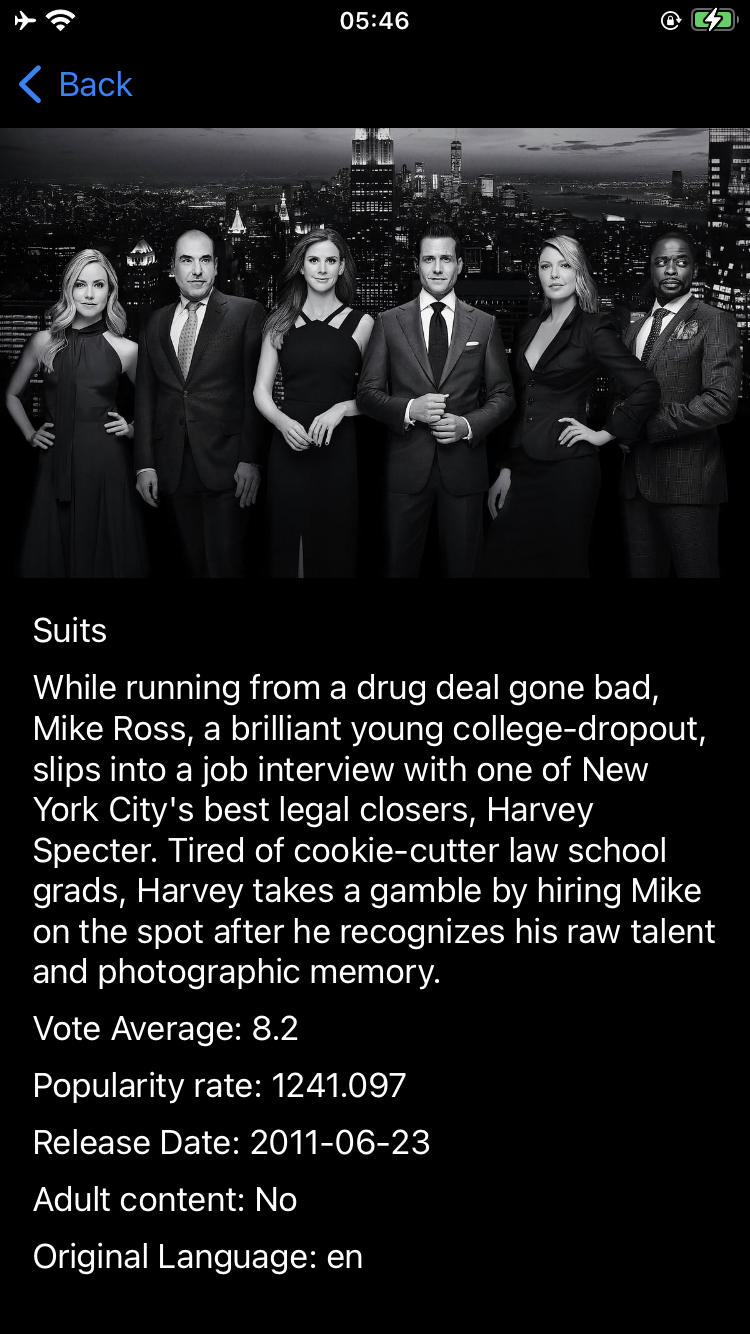 05:46
Back
Suits
While running from a drug deal gone bad,
Mike Ross, a brilliant young college-dropout,
slips into a job interview with one of New
York City's best legal closers, Harvey
Specter. Tired of cookie-cutter law school
grads, Harvey takes a gamble by hiring Mike
on the spot after he recognizes his raw talent
and photographic memory.
Vote Average: 8.2
Popularity rate: 1241.097
Release Date: 2011-06-23
Adult content: No
Original Language: en